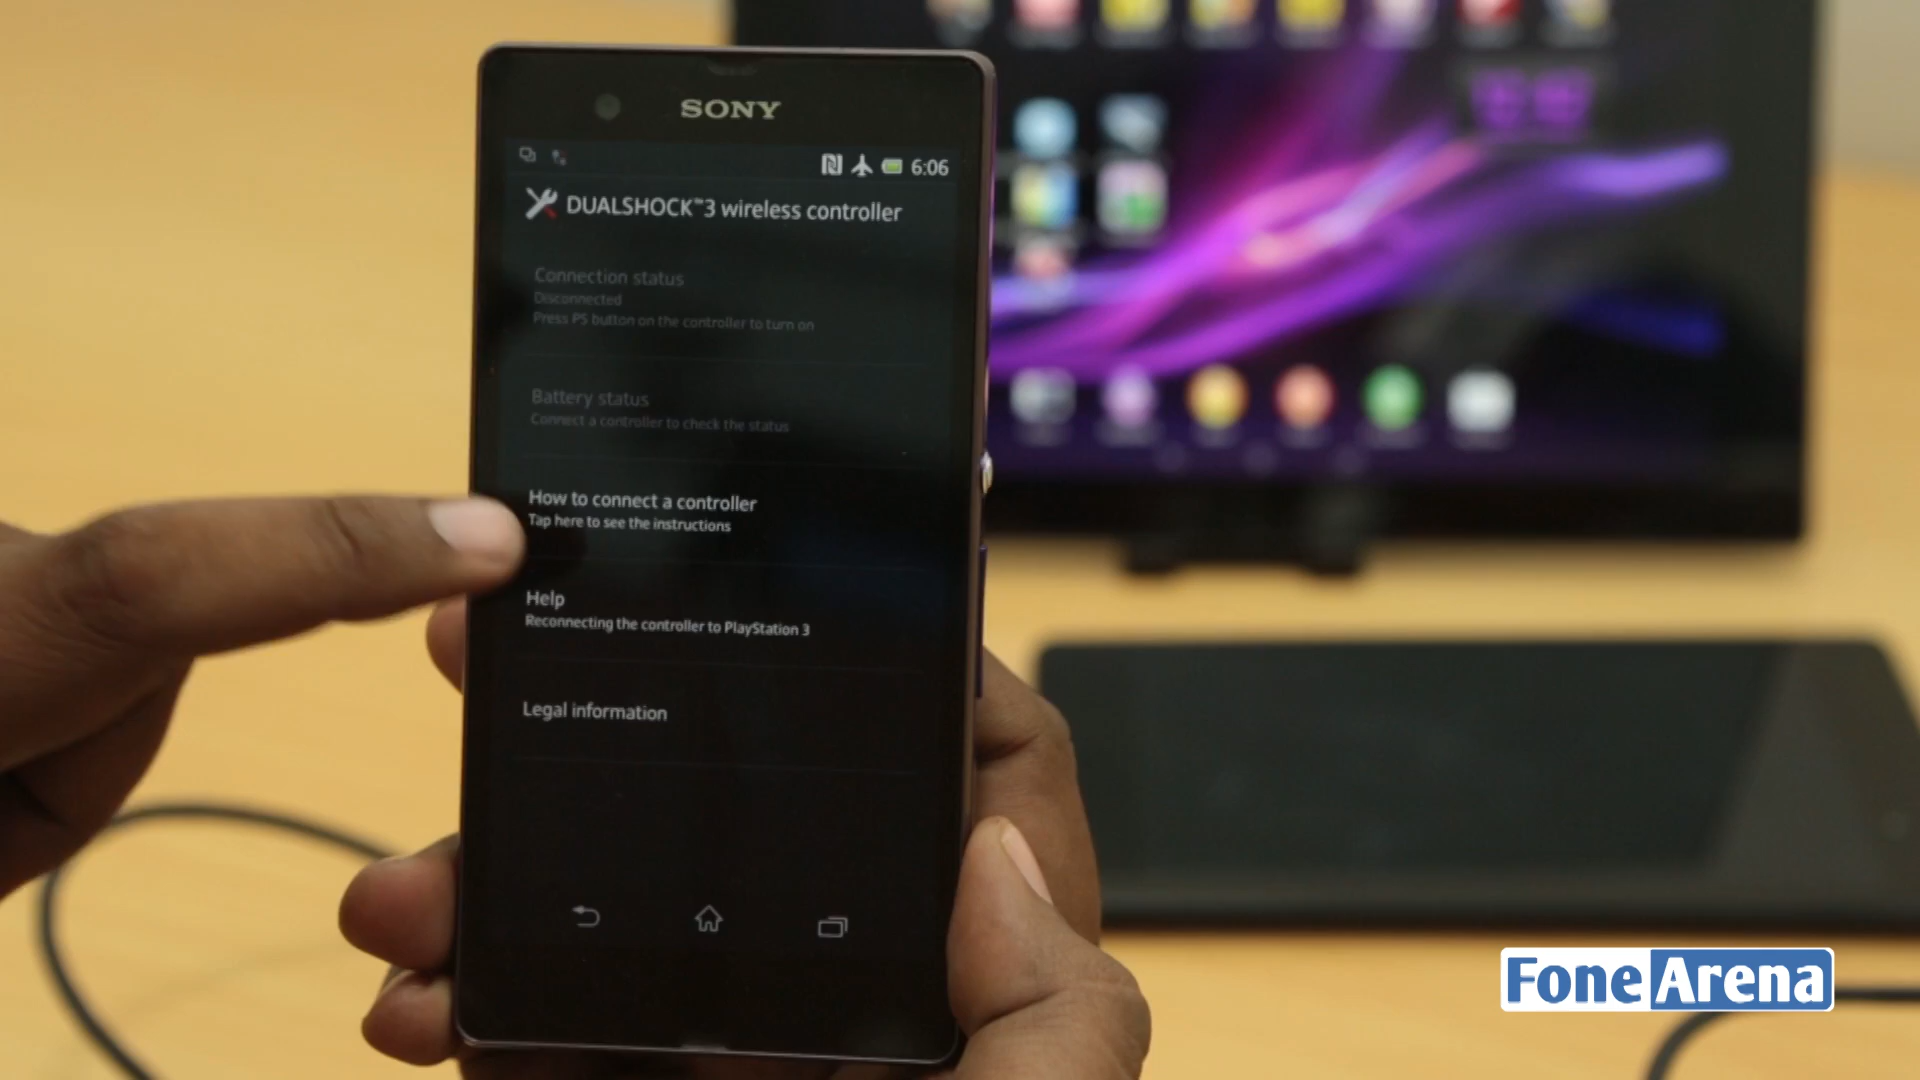 SONY
6:06
DUALSHOCK™3 wireless controller
Connection status
Disconnected
Press PS button on the controller to turn on
Battery status
Connect a controller to check the status
How to connect a controller
Tap here to see the instructions
Help
Reconnecting the controller to PlayStation 3
Legal information
FoneArena